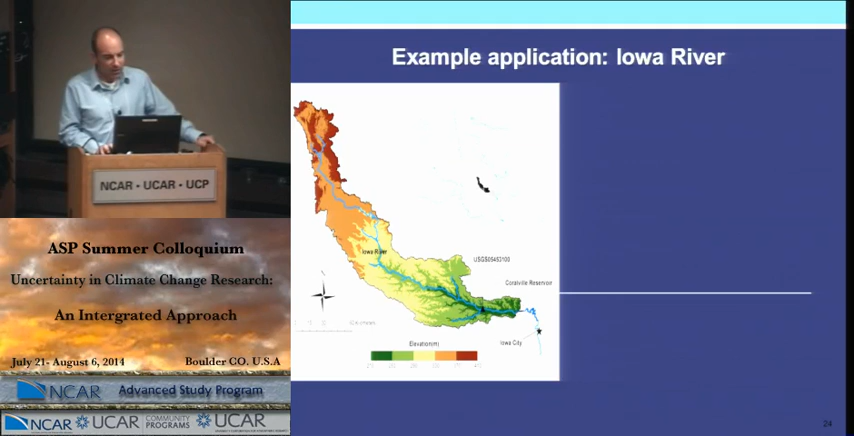 Example application: Iowa River
NCAR - UCAR - UCP
Iowa River
USGS05453100
Coralville Reservoir
Iowa City
Elevation(m)
ASP Summer Colloquium
Uncertainty in Climate Change Research:
An Intergrated Approach
July 21- August 6, 2014 Boulder CO. U.S.A
NCAR Advanced Study Program
NCAR UCAR COMMUNITY PROGRAMS UCAR
24